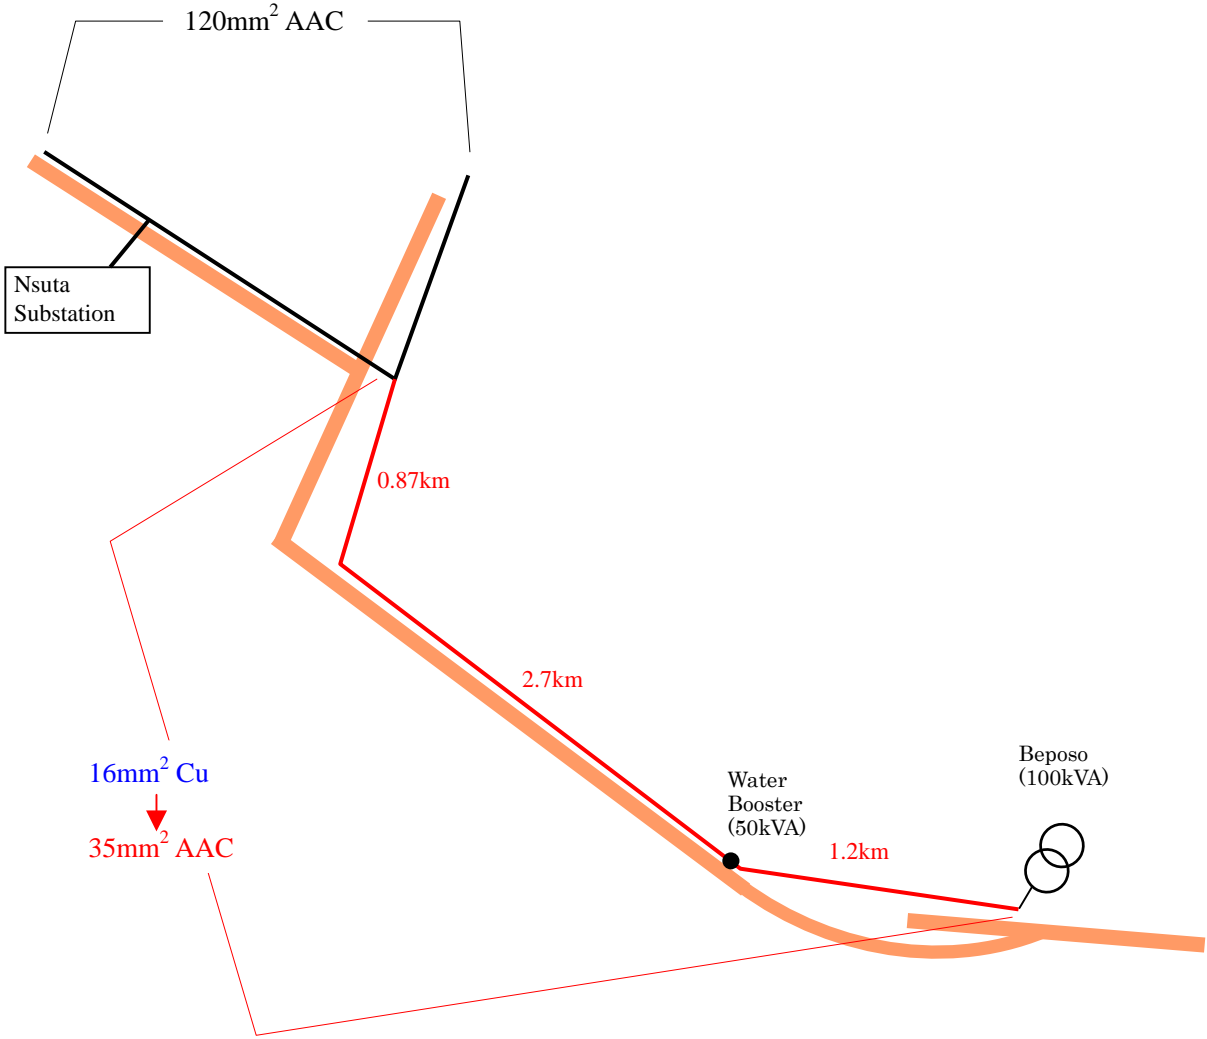 120mm² AAC
Nsuta
Substation
0.87km
2.7km
16mm² Cu
35mm² AAC
Water
Booster
(50kVA)
1.2km
Beposo
(100kVA)